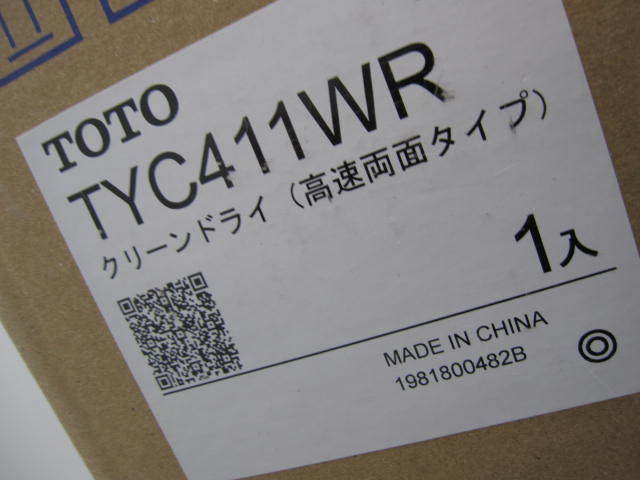 TOTO
TYC411WR
クリーンドライ（高速両面タイプ）
1入
MADE IN CHINA
1981800482B